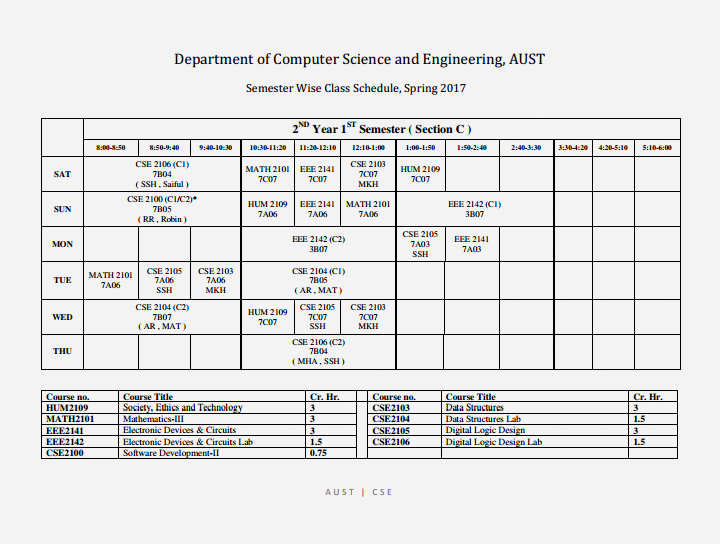 Department of Computer Science and Engineering, AUST
Semester Wise Class Schedule, Spring 2017
2ND Year 1ST Semester ( Section C )
8:00-8:50 8:50-9:40 9:40-10:30 10:30-11:20 11:20-12:10 12:10-1:00 1:00-1:50 1:50-2:40 2:40-3:30 3:30-4:20 4:20-5:10 5:10-6:00
SAT
CSE 2106 (C1)
7B04
( SSH , Saiful )
MATH 2101
7C07
EEE 2141
7C07
CSE 2103
7C07
MKH
HUM 2109
7C07
SUN
CSE 2100 (C1/C2)*
7B05
( RR , Robin )
HUM 2109
7A06
EEE 2141
7A06
MATH 2101
7A06
EEE 2142 (C1)
3B07
MON
EEE 2142 (C2)
3B07
CSE 2105
7A03
SSH
EEE 2141
7A03
TUE
MATH 2101
7A06
CSE 2105
7A06
SSH
CSE 2103
7A06
MKH
CSE 2104 (C1)
7B05
( AR , MAT )
WED
CSE 2104 (C2)
7B07
( AR , MAT )
HUM 2109
7C07
CSE 2105
7C07
SSH
CSE 2103
7C07
MKH
THU
CSE 2106 (C2)
7B04
( MHA , SSH )
Course no. Course Title Cr. Hr. Course no. Course Title Cr. Hr.
HUM2109 Society, Ethics and Technology 3 CSE2103 Data Structures 3
MATH2101 Mathematics-III 3 CSE2104 Data Structures Lab 1.5
EEE2141 Electronic Devices & Circuits 3 CSE2105 Digital Logic Design 3
EEE2142 Electronic Devices & Circuits Lab 1.5 CSE2106 Digital Logic Design Lab 1.5
CSE2100 Software Development-II 0.75
AUST | CSE